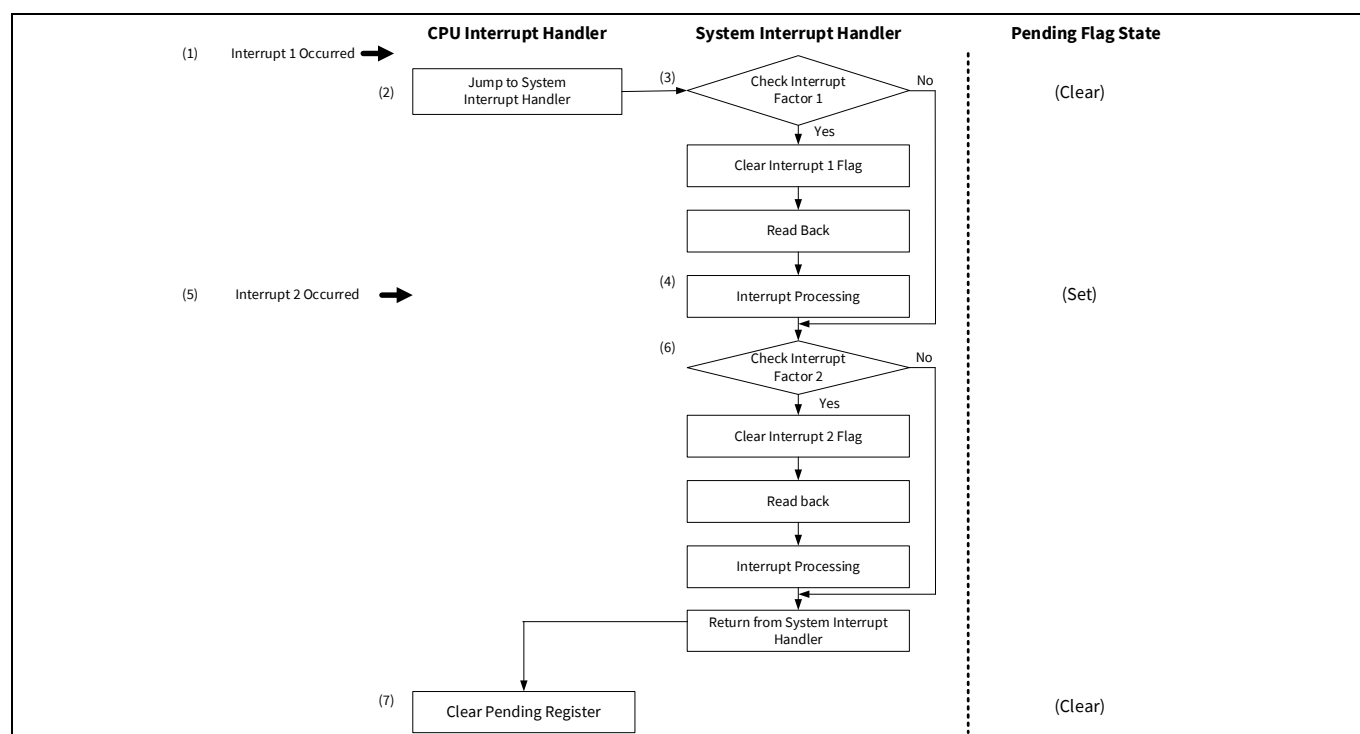 CPU Interrupt Handler
System Interrupt Handler
Pending Flag State
(1)
Interrupt 1 Occurred
(2)
Jump to System
Interrupt Handler
(3)
Check Interrupt
Factor 1
No
(Clear)
Yes
Clear Interrupt 1 Flag
Read Back
(4)
Interrupt Processing
(5)
Interrupt 2 Occurred
(Set)
(6)
Check Interrupt
Factor 2
No
Yes
Clear Interrupt 2 Flag
Read back
Interrupt Processing
Return from System Interrupt
Handler
(7)
Clear Pending Register
(Clear)